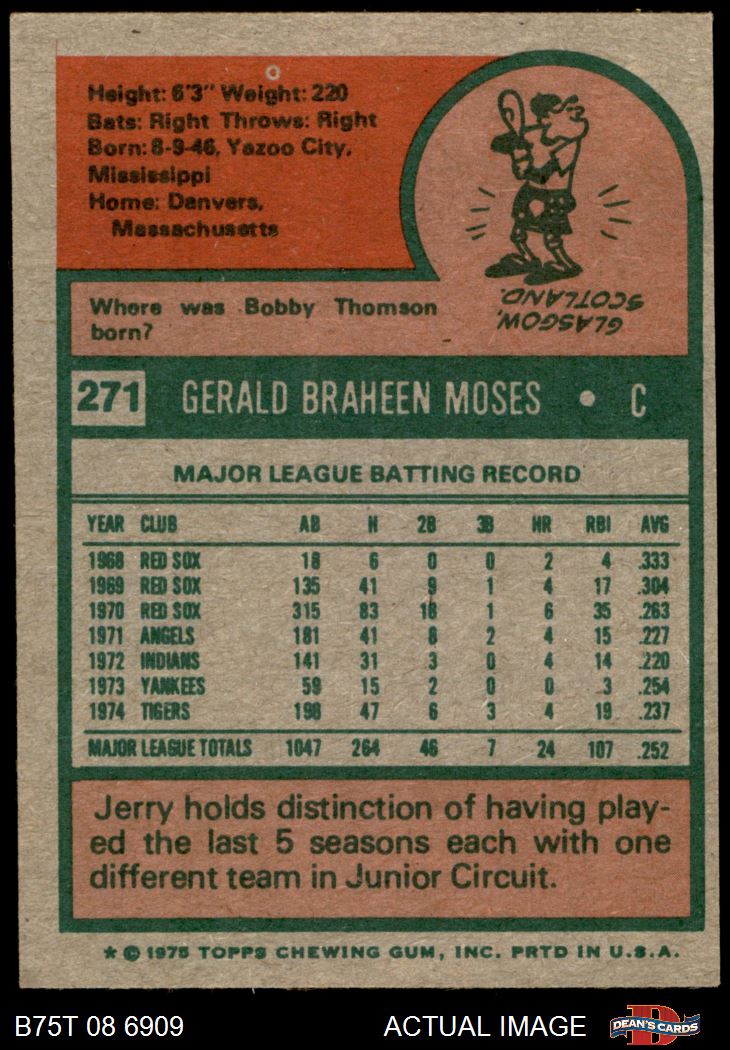 Height: 6'3" Weight: 220
Bats: Right Throws: Right
Born: 8-9-46, Yazoo City,
Mississippi
Home: Danvers,
Massachusetts
GLASGOW,
SCOTLAND.
Where was Bobby Thomson
born?
271 GERALD BRAHEEN MOSES • C
MAJOR LEAGUE BATTING RECORD
YEAR CLUB AB H 2B 3B HR RBI AVG
1968 RED SOX 18 6 0 0 2 4 .333
1969 RED SOX 135 41 9 1 4 17 .304
1970 RED SOX 315 83 18 1 6 35 .263
1971 ANGELS 181 41 8 2 4 15 .227
1972 INDIANS 141 31 3 0 4 14 .220
1973 YANKEES 59 15 2 0 0 3 .254
1974 TIGERS 198 47 6 3 4 19 .237
MAJOR LEAGUE TOTALS 1047 264 46 7 24 107 .252
Jerry holds distinction of having play-
ed the last 5 seasons each with one
different team in Junior Circuit.
* © 1975 TOPPS CHEWING GUM, INC. PRTD IN U.S.A.
B75T 08 6909 ACTUAL IMAGE D DEAN'S CARDS